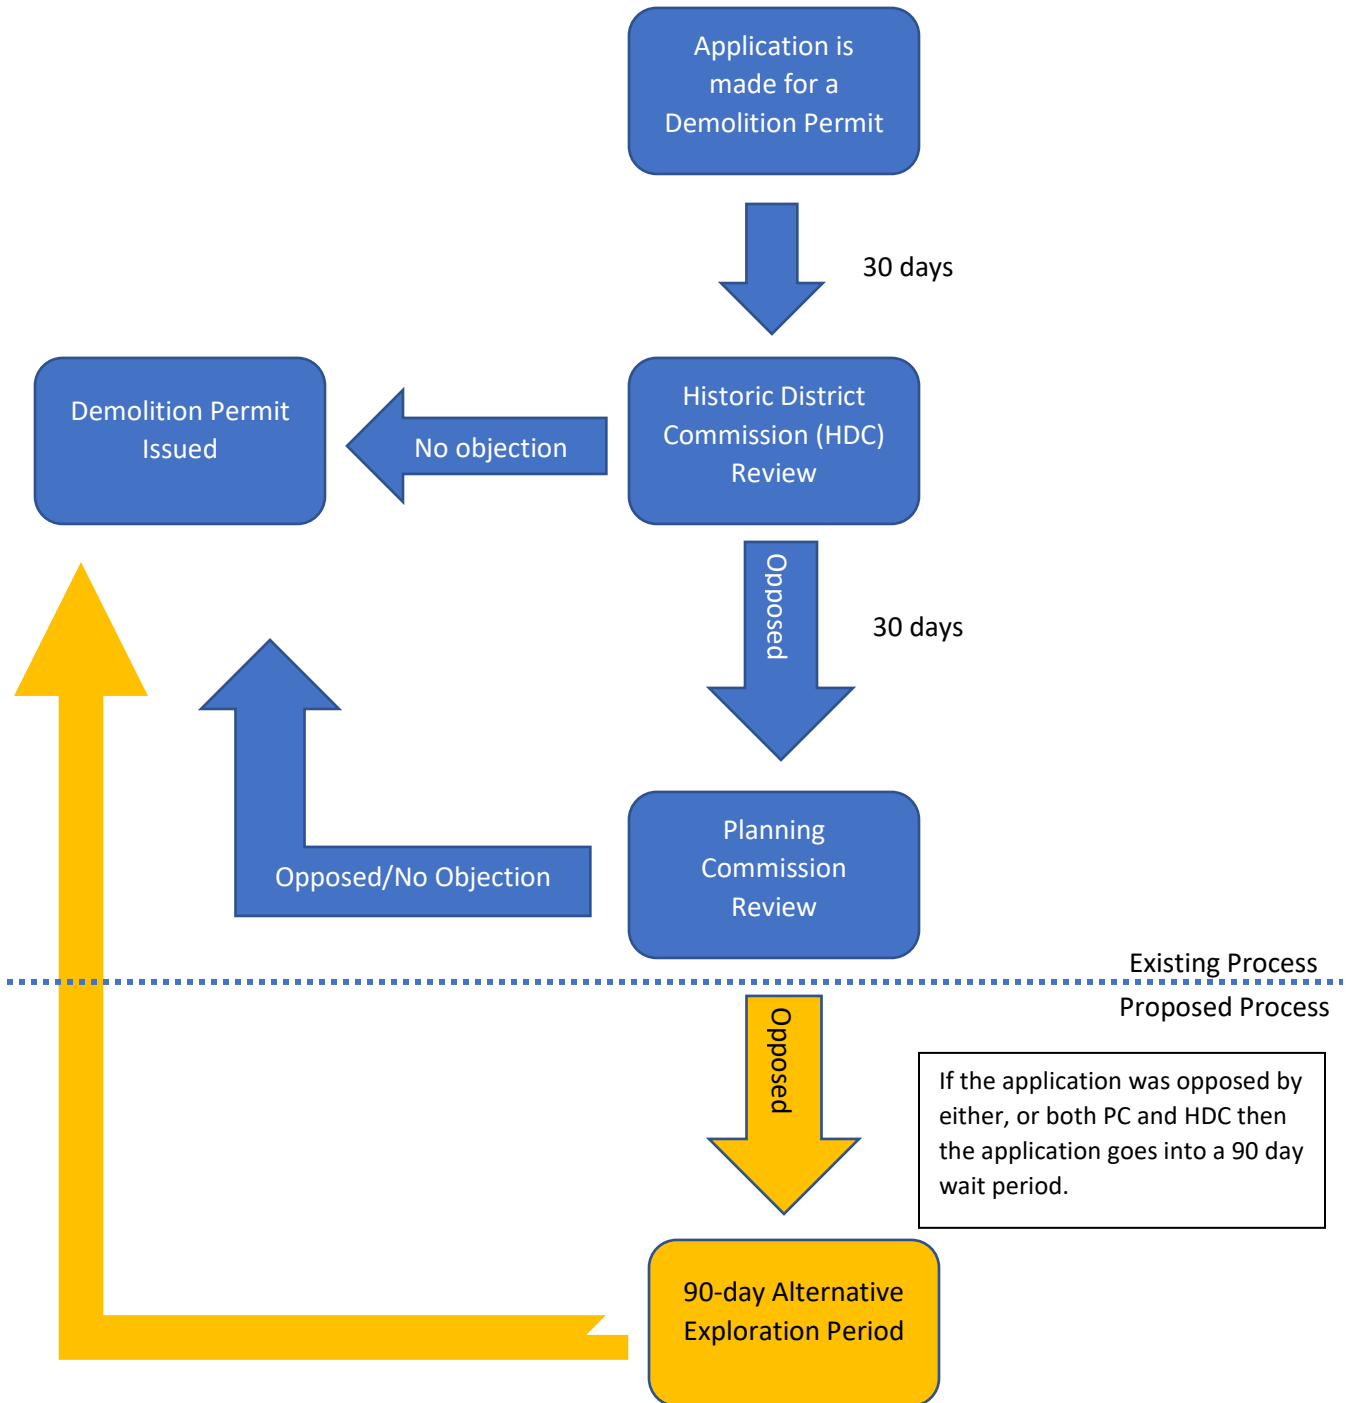 Application is
made for a
Demolition Permit
30 days
Demolition Permit
Issued
No objection
Historic District
Commission (HDC)
Review
Opposed
30 days
Opposed/No Objection
Planning
Commission
Review
Existing Process
Proposed Process
Opposed
If the application was opposed by
either, or both PC and HDC then
the application goes into a 90 day
wait period.
90-day Alternative
Exploration Period